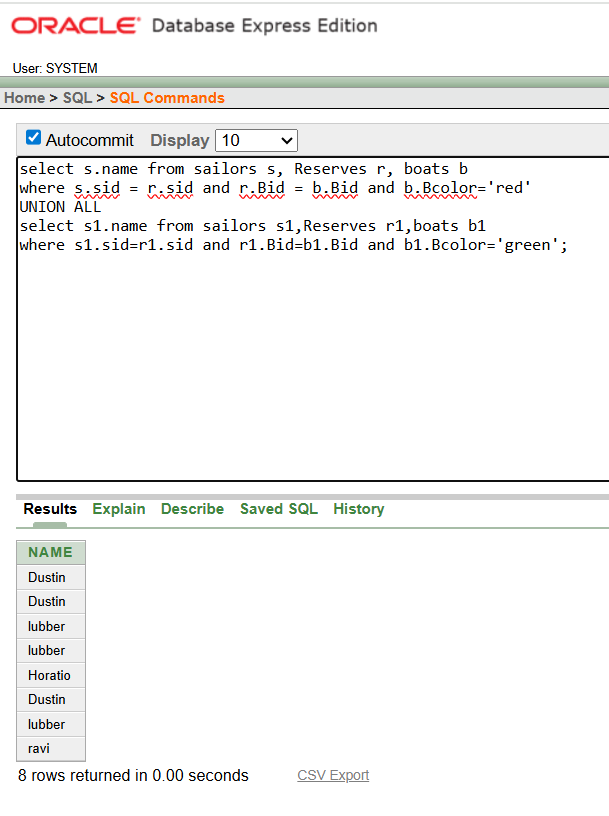 ORACLE Database Express Edition
User: SYSTEM
Home > SQL > SQL Commands
Autocommit Display 10
select s.name from sailors s, Reserves r, boats b
where s.sid = r.sid and r.Bid = b.Bid and b.Bcolor='red'
UNION ALL
select s1.name from sailors s1,Reserves r1,boats b1
where s1.sid=r1.sid and r1.Bid=b1.Bid and b1.Bcolor='green';
Results Explain Describe Saved SQL History
NAME
Dustin
Dustin
lubber
lubber
Horatio
Dustin
lubber
ravi
8 rows returned in 0.00 seconds CSV Export